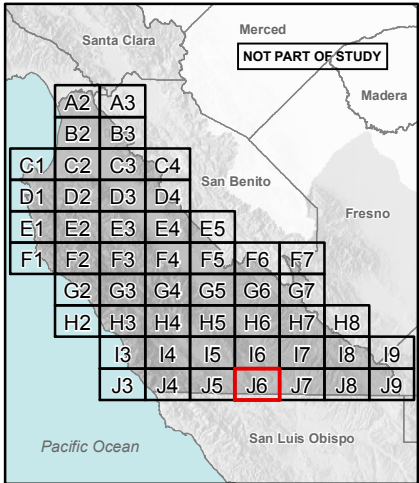 Merced
Santa Clara
NOT PART OF STUDY
Madera
A2 A3
B2 B3
C1 C2 C3 C4
San Benito
D1 D2 D3 D4
Fresno
E1 E2 E3 E4 E5
F1 F2 F3 F4 F5 F6 F7
G2 G3 G4 G5 G6 G7
H2 H3 H4 H5 H6 H7 H8
I3 I4 I5 I6 I7 I8 I9
J3 J4 J5 J6 J7 J8 J9
Pacific Ocean
San Luis Obispo